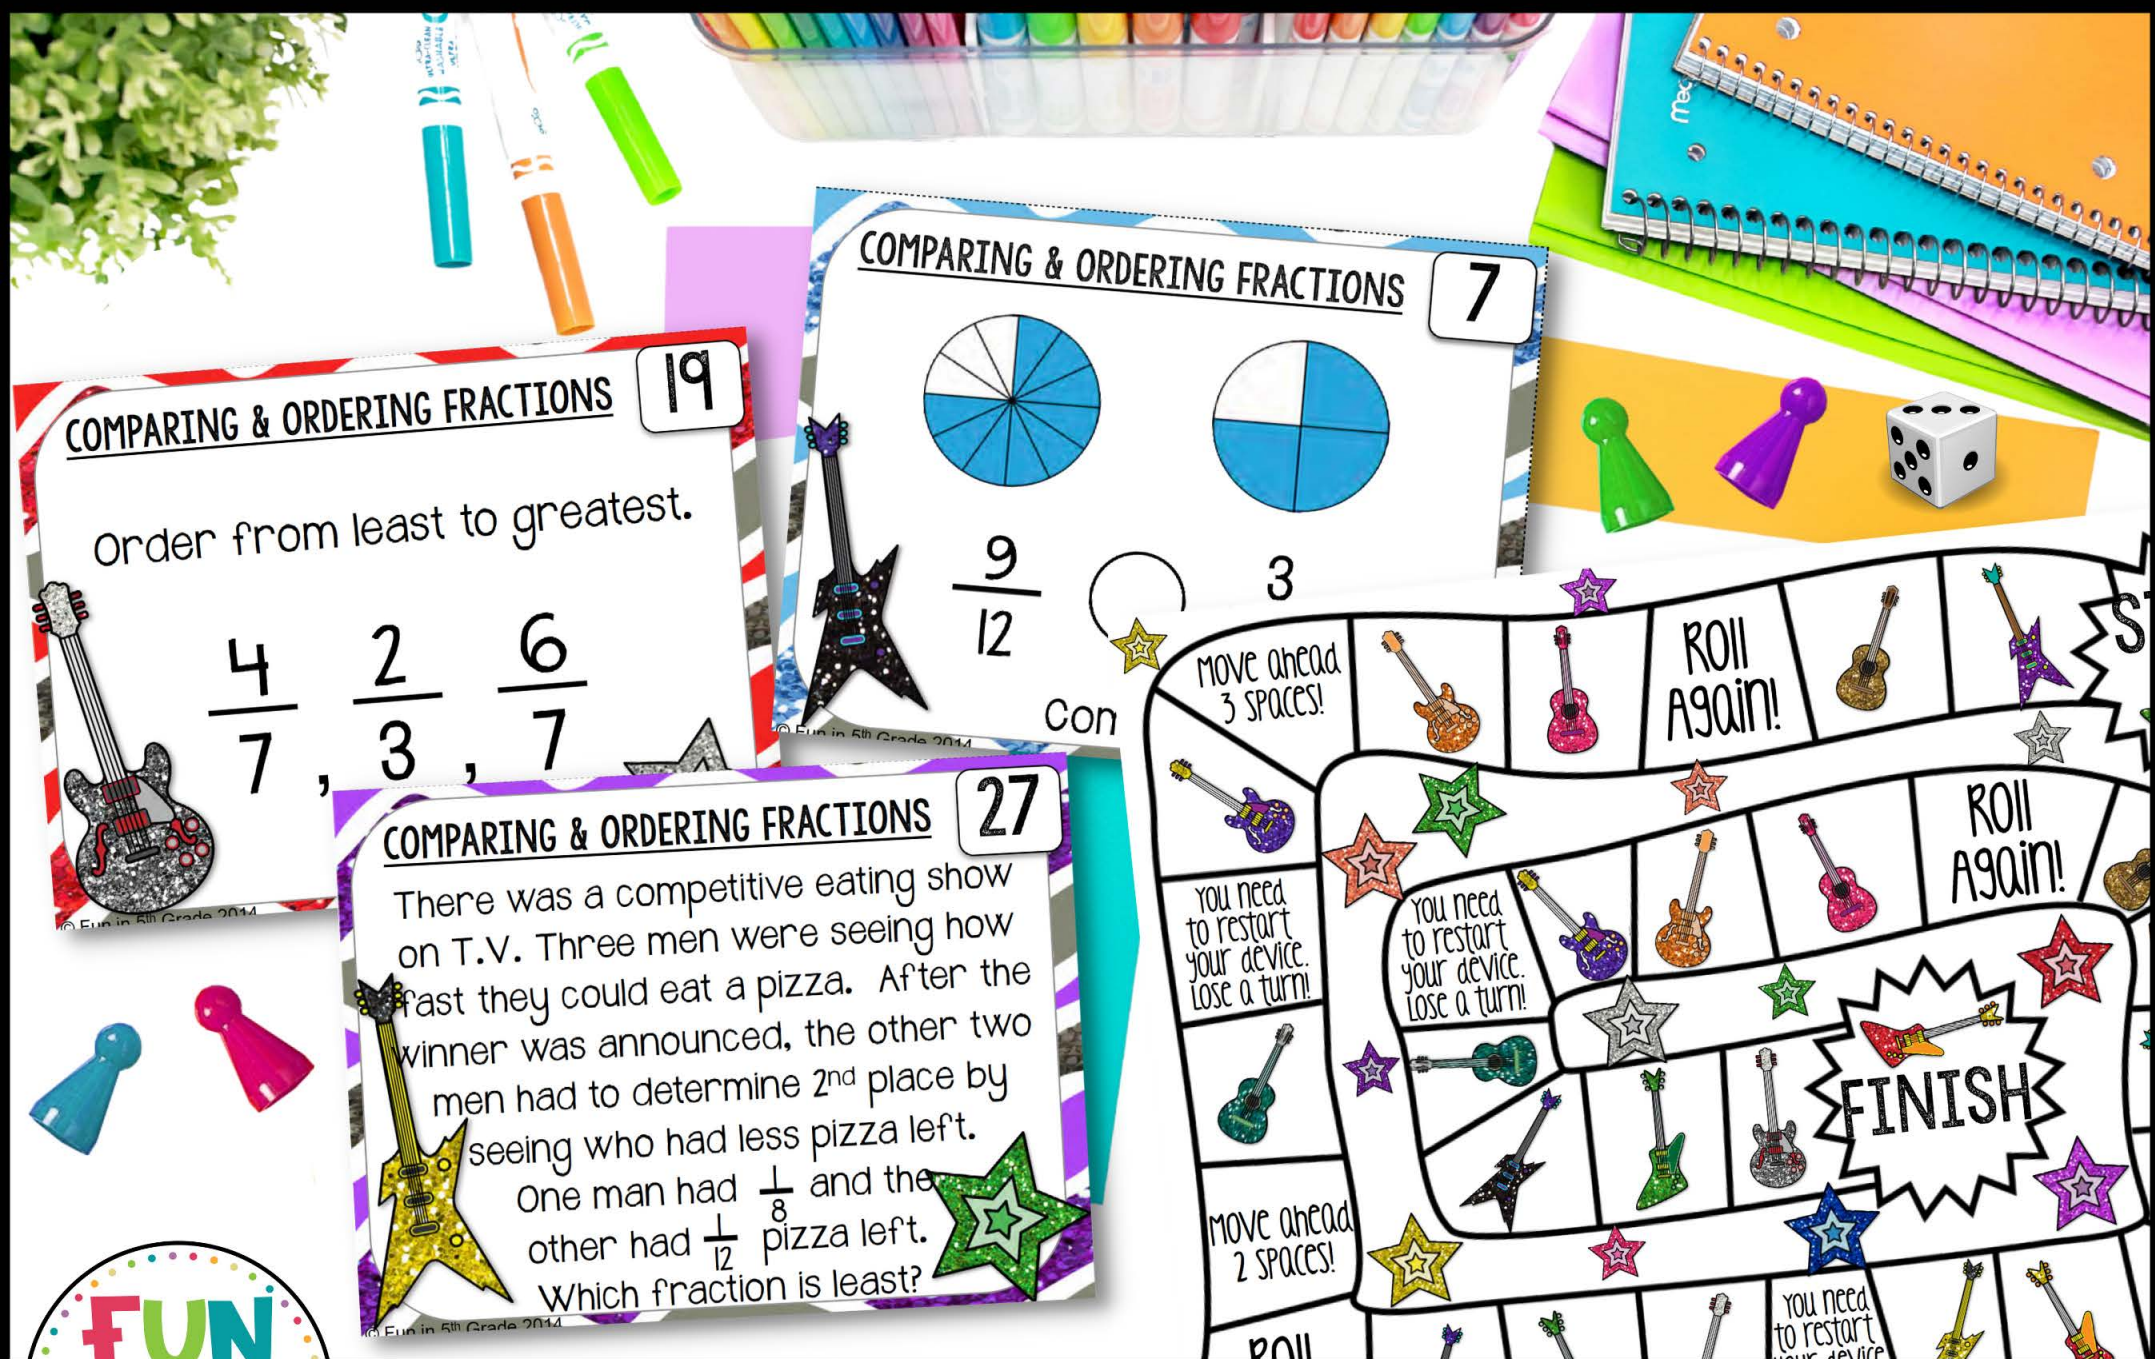 COMPARING & ORDERING FRACTIONS
7
9
12
3
Con
© Fun in 5th Grade 2014
COMPARING & ORDERING FRACTIONS
19
Order from least to greatest.
4 2 6
7 , 3 , 7
© Fun in 5th Grade 2014
COMPARING & ORDERING FRACTIONS
27
There was a competitive eating show
on T.V. Three men were seeing how
fast they could eat a pizza. After the
winner was announced, the other two
men had to determine 2nd place by
seeing who had less pizza left.
One man had 1/8 and the
other had 1/12 pizza left.
Which fraction is least?
© Fun in 5th Grade 2014
Move ahead
3 spaces!
Roll
Again!
ST
You need
to restart
your device.
Lose a turn!
You need
to restart
your device.
Lose a turn!
Roll
Again!
FINISH
Move ahead
2 spaces!
Roll
You need
to restart
your device
FUN